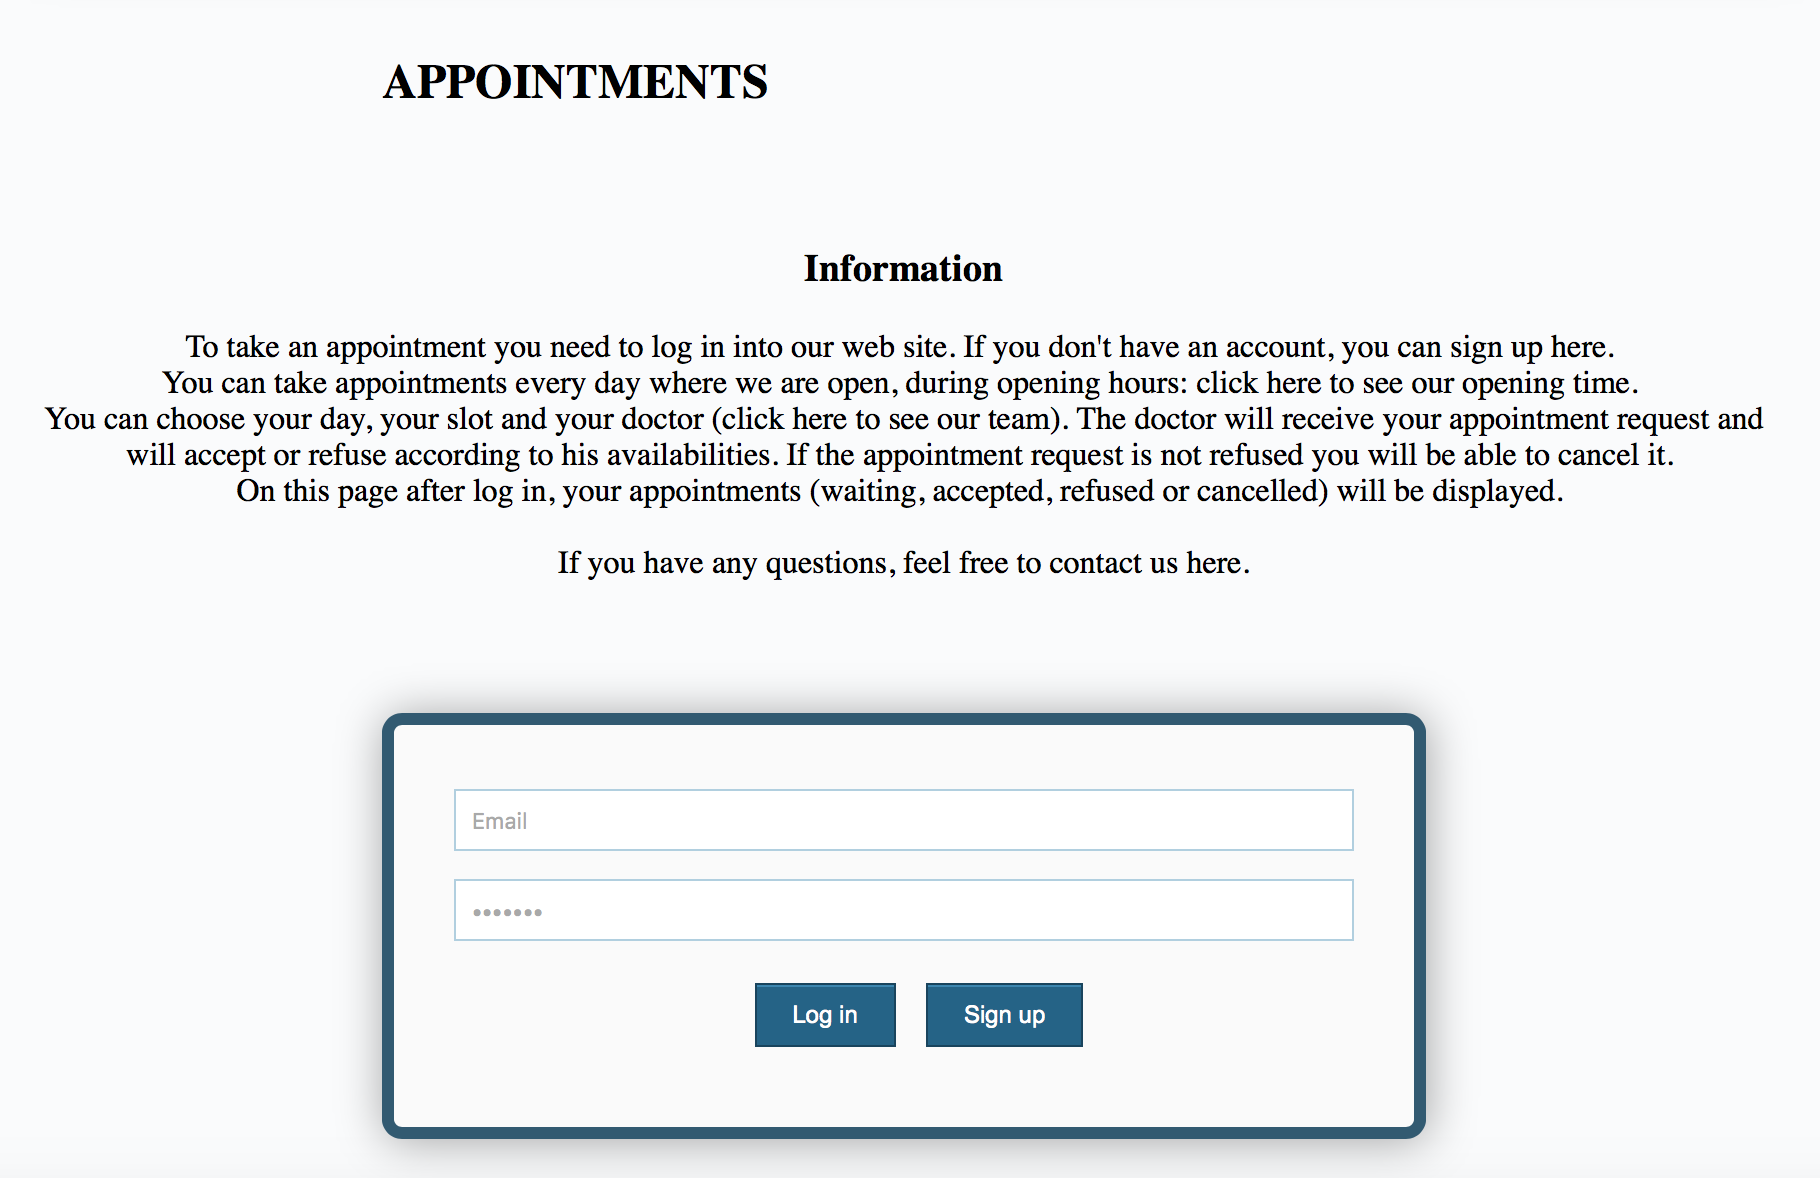 APPOINTMENTS
Information
To take an appointment you need to log in into our web site. If you don't have an account, you can sign up here.
You can take appointments every day where we are open, during opening hours: click here to see our opening time.
You can choose your day, your slot and your doctor (click here to see our team). The doctor will receive your appointment request and
will accept or refuse according to his availabilities. If the appointment request is not refused you will be able to cancel it.
On this page after log in, your appointments (waiting, accepted, refused or cancelled) will be displayed.
If you have any questions, feel free to contact us here.
Email
•••••••
Log in Sign up